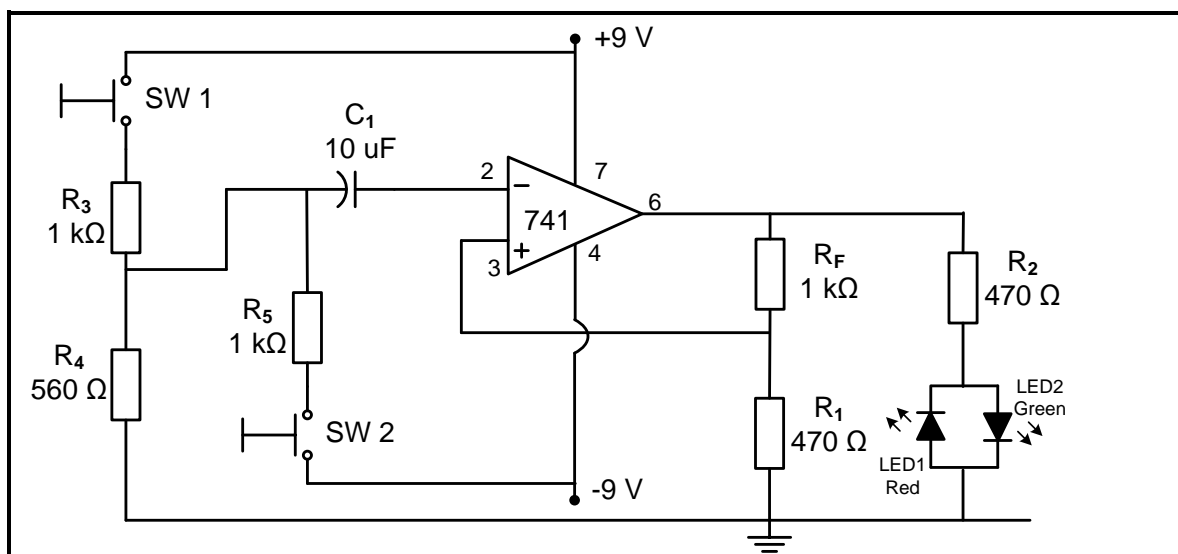 +9 V
SW 1
C1
10 uF
2
7
R3
1 kΩ
−
741
6
+
3
4
RF
1 kΩ
R2
470 Ω
R5
1 kΩ
R4
560 Ω
LED2
Green
R1
470 Ω
SW 2
LED1
Red
-9 V